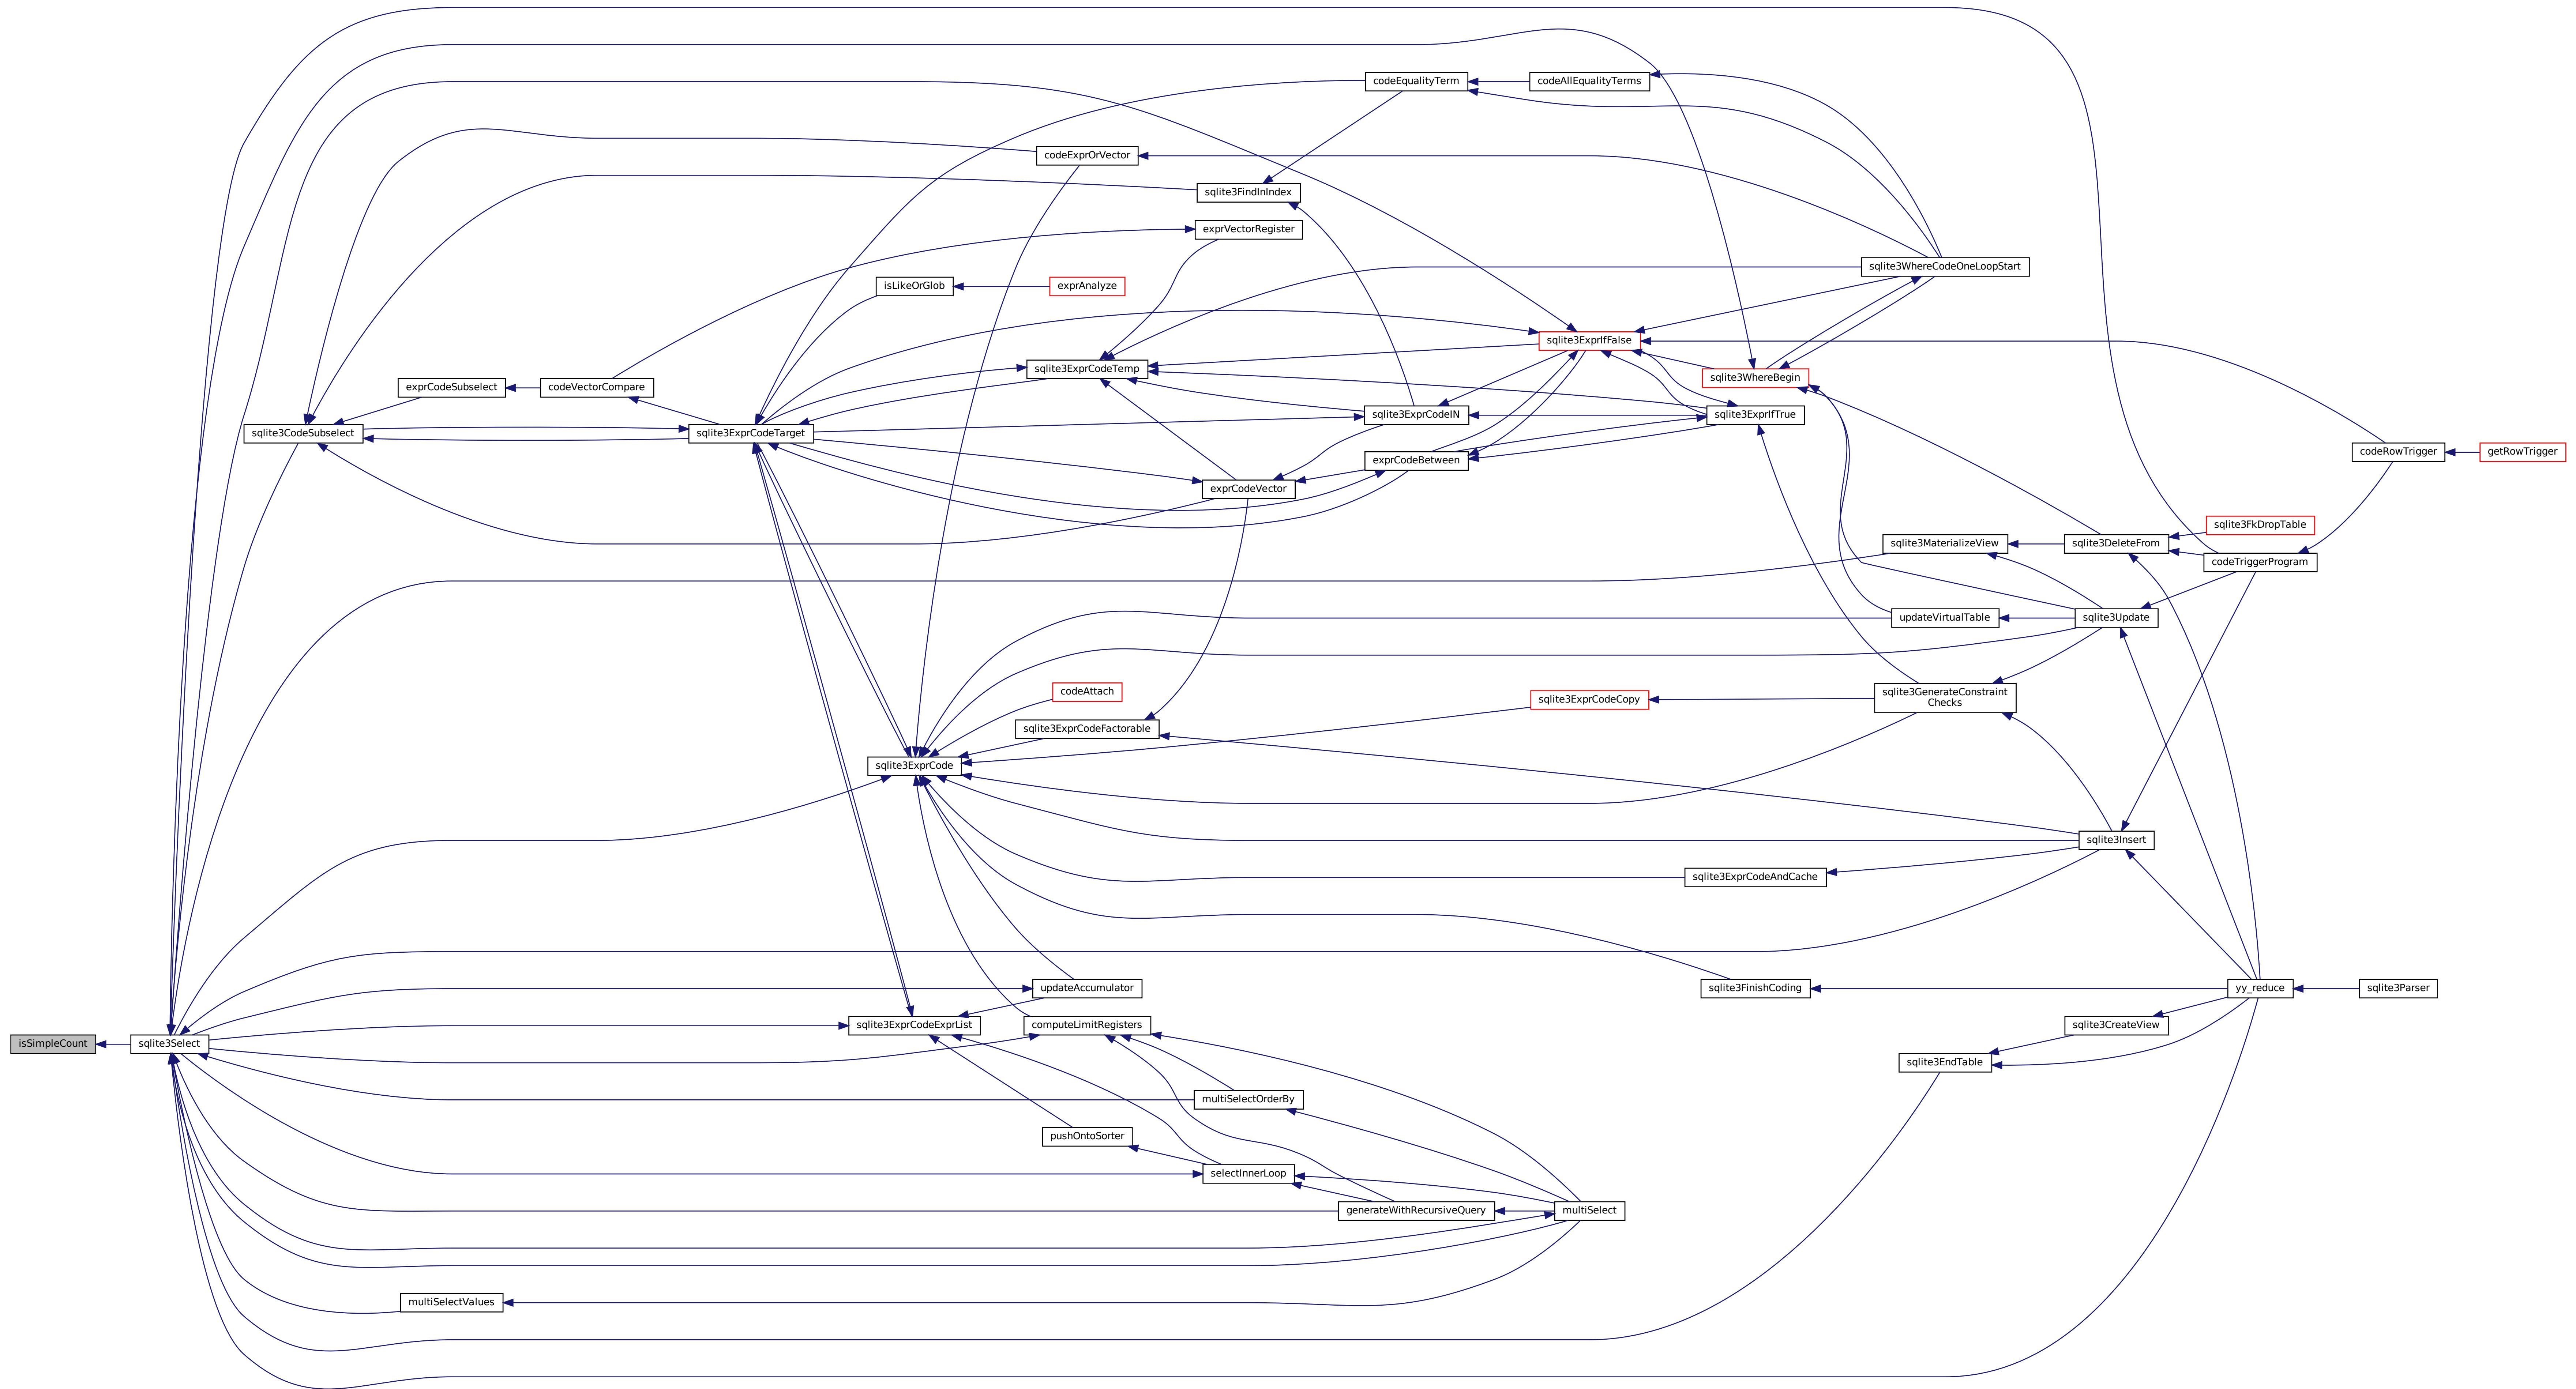 codeEqualityTerm
codeAllEqualityTerms
codeExprOrVector
sqlite3FindInIndex
exprVectorRegister
sqlite3WhereCodeOneLoopStart
isLikeOrGlob
exprAnalyze
sqlite3ExprIfFalse
sqlite3ExprCodeTemp
sqlite3WhereBegin
exprCodeSubselect
codeVectorCompare
sqlite3ExprCodeIN
sqlite3ExprIfTrue
sqlite3CodeSubselect
sqlite3ExprCodeTarget
codeRowTrigger
getRowTrigger
exprCodeBetween
exprCodeVector
sqlite3FkDropTable
sqlite3MaterializeView
sqlite3DeleteFrom
codeTriggerProgram
updateVirtualTable
sqlite3Update
codeAttach
sqlite3ExprCodeCopy
sqlite3GenerateConstraint
Checks
sqlite3ExprCodeFactorable
sqlite3ExprCode
sqlite3Insert
sqlite3ExprCodeAndCache
updateAccumulator
sqlite3FinishCoding
yy_reduce
sqlite3Parser
sqlite3ExprCodeExprList
computeLimitRegisters
sqlite3CreateView
isSimpleCount
sqlite3Select
sqlite3EndTable
multiSelectOrderBy
pushOntoSorter
selectInnerLoop
generateWithRecursiveQuery
multiSelect
multiSelectValues